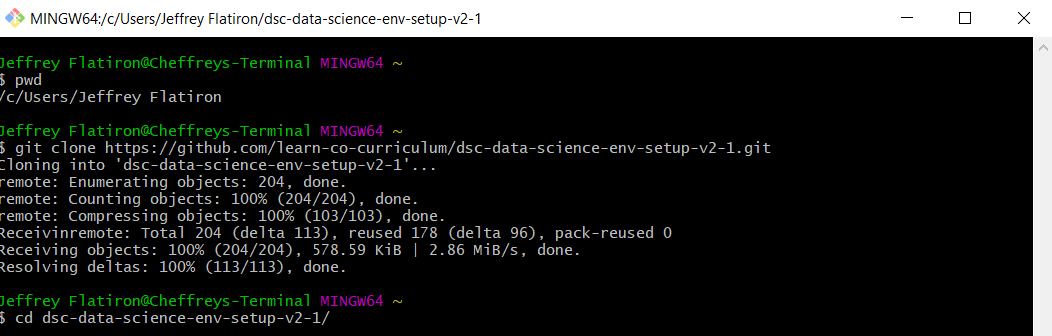 MINGW64:/c/Users/Jeffrey Flatiron/dsc-data-science-env-setup-v2-1
Jeffrey Flatiron@Cheffreys-Terminal MINGW64 ~
$ pwd
/c/Users/Jeffrey Flatiron
Jeffrey Flatiron@Cheffreys-Terminal MINGW64 ~
$ git clone https://github.com/learn-co-curriculum/dsc-data-science-env-setup-v2-1.git
Cloning into 'dsc-data-science-env-setup-v2-1'...
remote: Enumerating objects: 204, done.
remote: Counting objects: 100% (204/204), done.
remote: Compressing objects: 100% (103/103), done.
Receivinremote: Total 204 (delta 113), reused 178 (delta 96), pack-reused 0
Receiving objects: 100% (204/204), 578.59 KiB | 2.86 MiB/s, done.
Resolving deltas: 100% (113/113), done.
Jeffrey Flatiron@Cheffreys-Terminal MINGW64 ~
$ cd dsc-data-science-env-setup-v2-1/